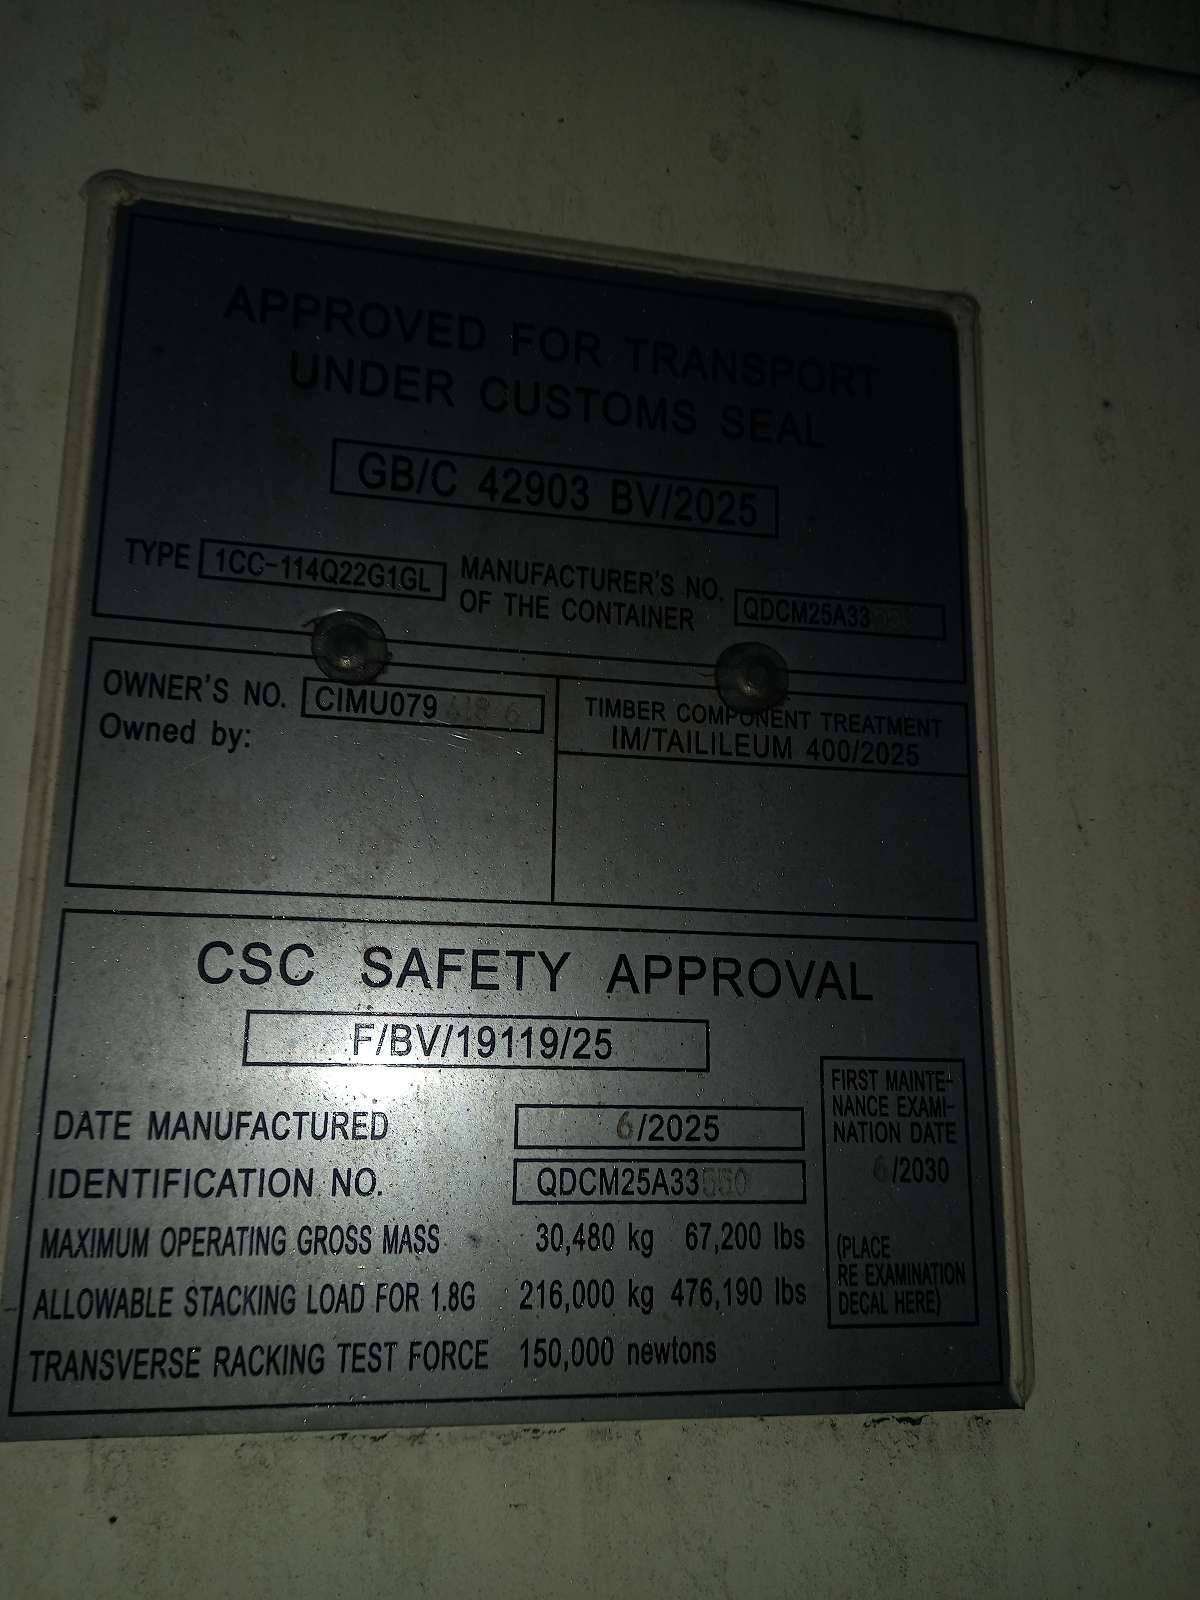 APPROVED FOR TRANSPORT
UNDER CUSTOMS SEAL
GB/C 42903 BV/2025
TYPE 1CC-114Q22G1GL
MANUFACTURER'S NO.
OF THE CONTAINER
QDCM25A33
OWNER'S NO. CIMU079
Owned by:
TIMBER COMPONENT TREATMENT
IM/TAILILEUM 400/2025
CSC SAFETY APPROVAL
F/BV/19119/25
DATE MANUFACTURED 6/2025
IDENTIFICATION NO. QDCM25A33550
MAXIMUM OPERATING GROSS MASS 30,480 kg 67,200 lbs
ALLOWABLE STACKING LOAD FOR 1.8G 216,000 kg 476,190 lbs
TRANSVERSE RACKING TEST FORCE 150,000 newtons
FIRST MAINTE-
NANCE EXAMI-
NATION DATE
6/2030
(PLACE
RE EXAMINATION
DECAL HERE)